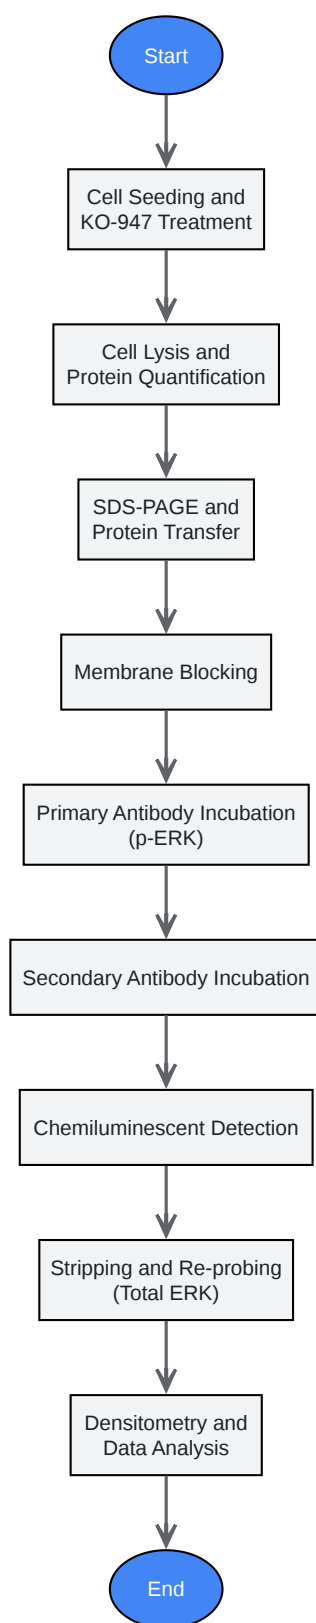 Start
Cell Seeding and
KO-947 Treatment
Cell Lysis and
Protein Quantification
SDS-PAGE and
Protein Transfer
Membrane Blocking
Primary Antibody Incubation
(p-ERK)
Secondary Antibody Incubation
Chemiluminescent Detection
Stripping and Re-probing
(Total ERK)
Densitometry and
Data Analysis
End